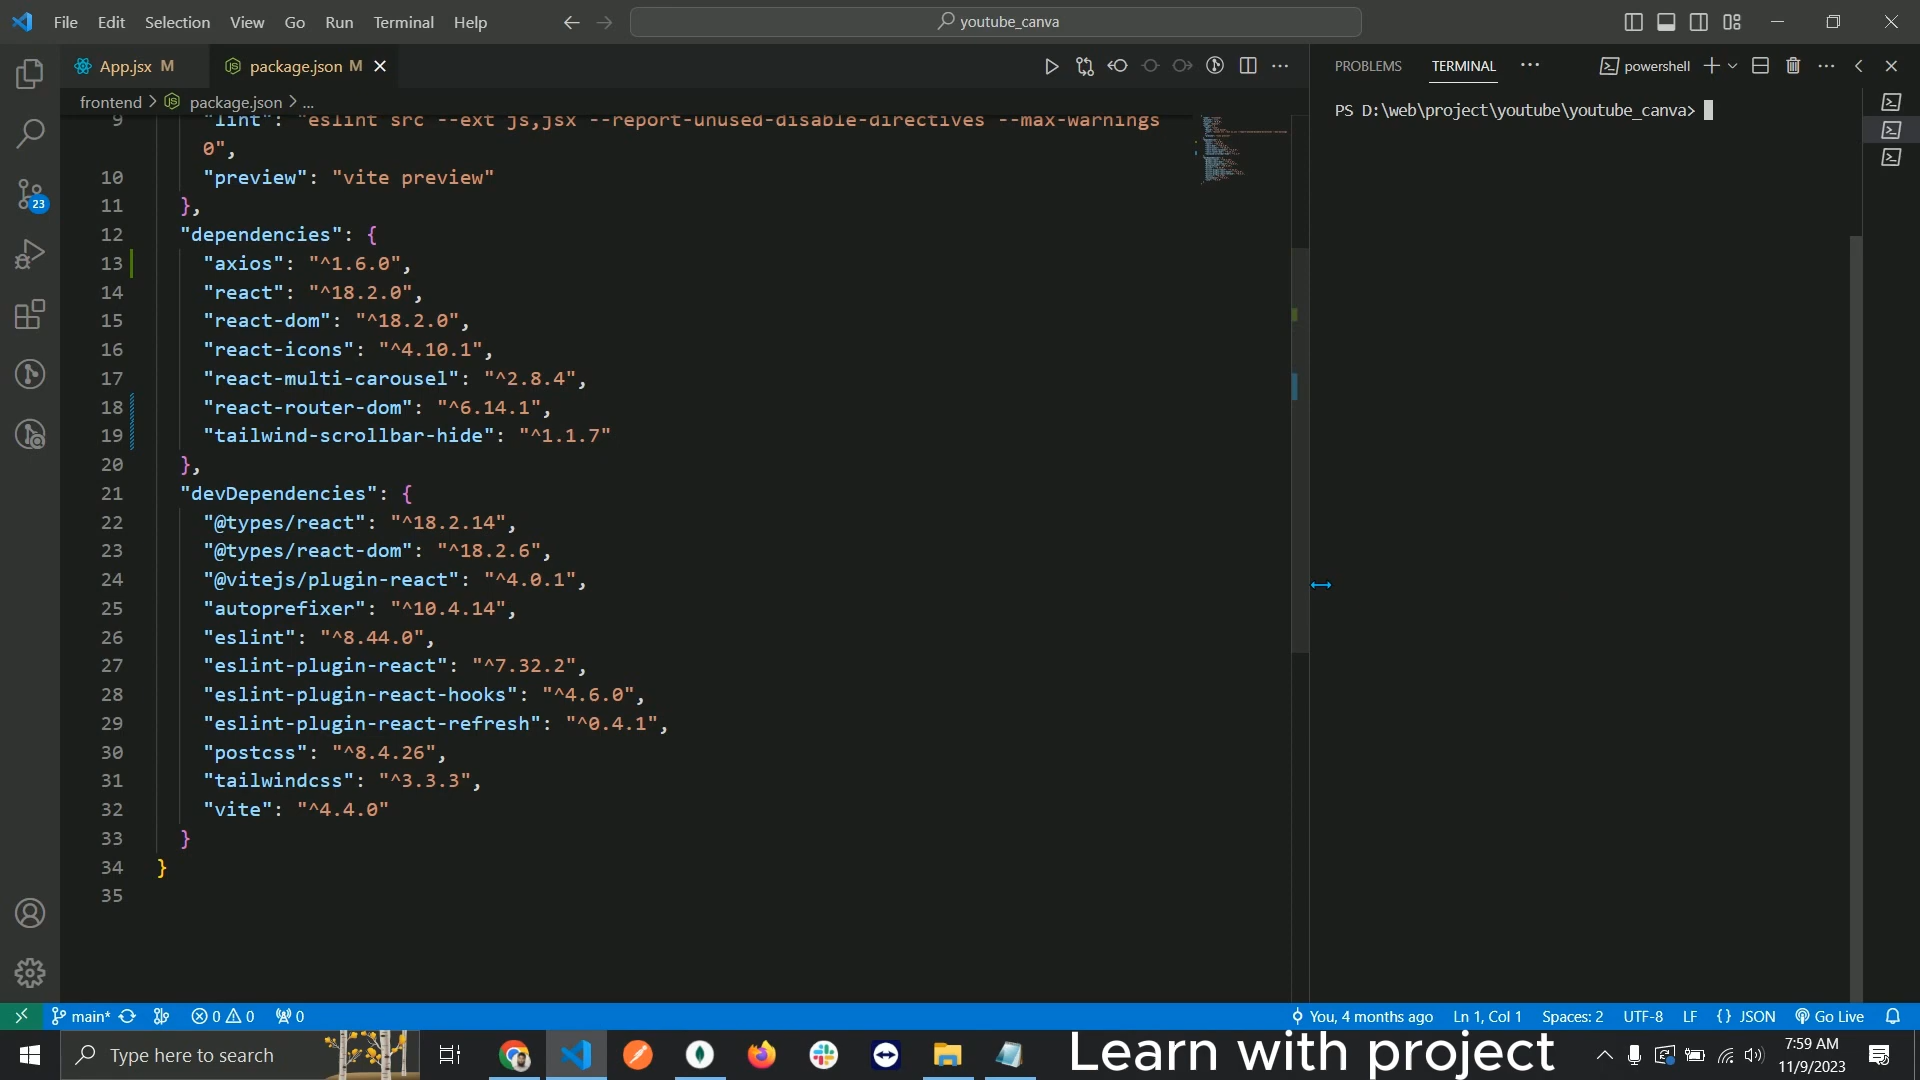 File Edit Selection View Go Run Terminal Help
youtube_canva
App.jsx M
package.json M
PROBLEMS TERMINAL
powershell
frontend > package.json > ...
PS D:\web\project\youtube\youtube_canva>
9 "lint": "eslint src --ext js,jsx --report-unused-disable-directives --max-warnings
0",
10 "preview": "vite preview"
11 },
12 "dependencies": {
13 "axios": "^1.6.0",
14 "react": "^18.2.0",
15 "react-dom": "^18.2.0",
16 "react-icons": "^4.10.1",
17 "react-multi-carousel": "^2.8.4",
18 "react-router-dom": "^6.14.1",
19 "tailwind-scrollbar-hide": "^1.1.7"
20 },
21 "devDependencies": {
22 "@types/react": "^18.2.14",
23 "@types/react-dom": "^18.2.6",
24 "@vitejs/plugin-react": "^4.0.1",
25 "autoprefixer": "^10.4.14",
26 "eslint": "^8.44.0",
27 "eslint-plugin-react": "^7.32.2",
28 "eslint-plugin-react-hooks": "^4.6.0",
29 "eslint-plugin-react-refresh": "^0.4.1",
30 "postcss": "^8.4.26",
31 "tailwindcss": "^3.3.3",
32 "vite": "^4.4.0"
33 }
34 }
35
23
main* 0 0 0
You, 4 months ago Ln 1, Col 1 Spaces: 2 UTF-8 LF {} JSON Go Live
Type here to search
Learn with project
7:59 AM
11/9/2023